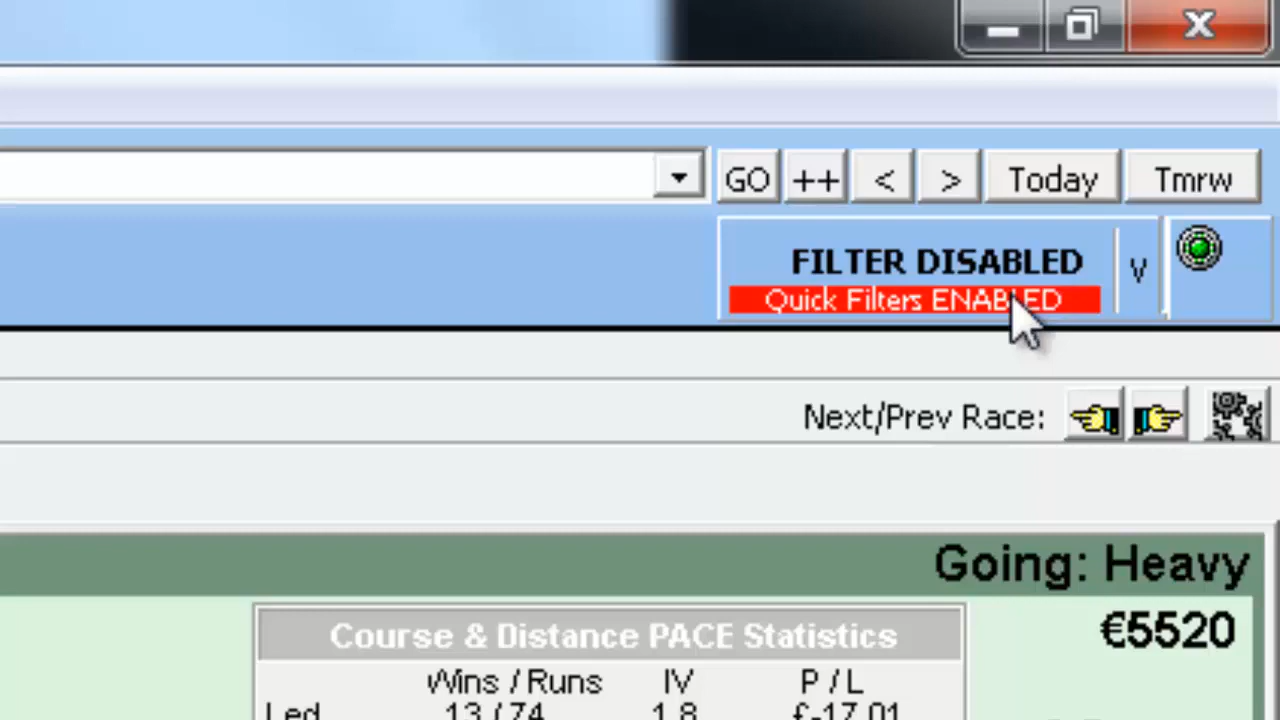 GO ++ < > Today Tmrw
FILTER DISABLED
V
Quick Filters ENABLED
Next/Prev Race:
Going: Heavy
€5520
Course & Distance PACE Statistics
Wins / Runs IV P / L
Led 13 / 74 1.8 £-17.01